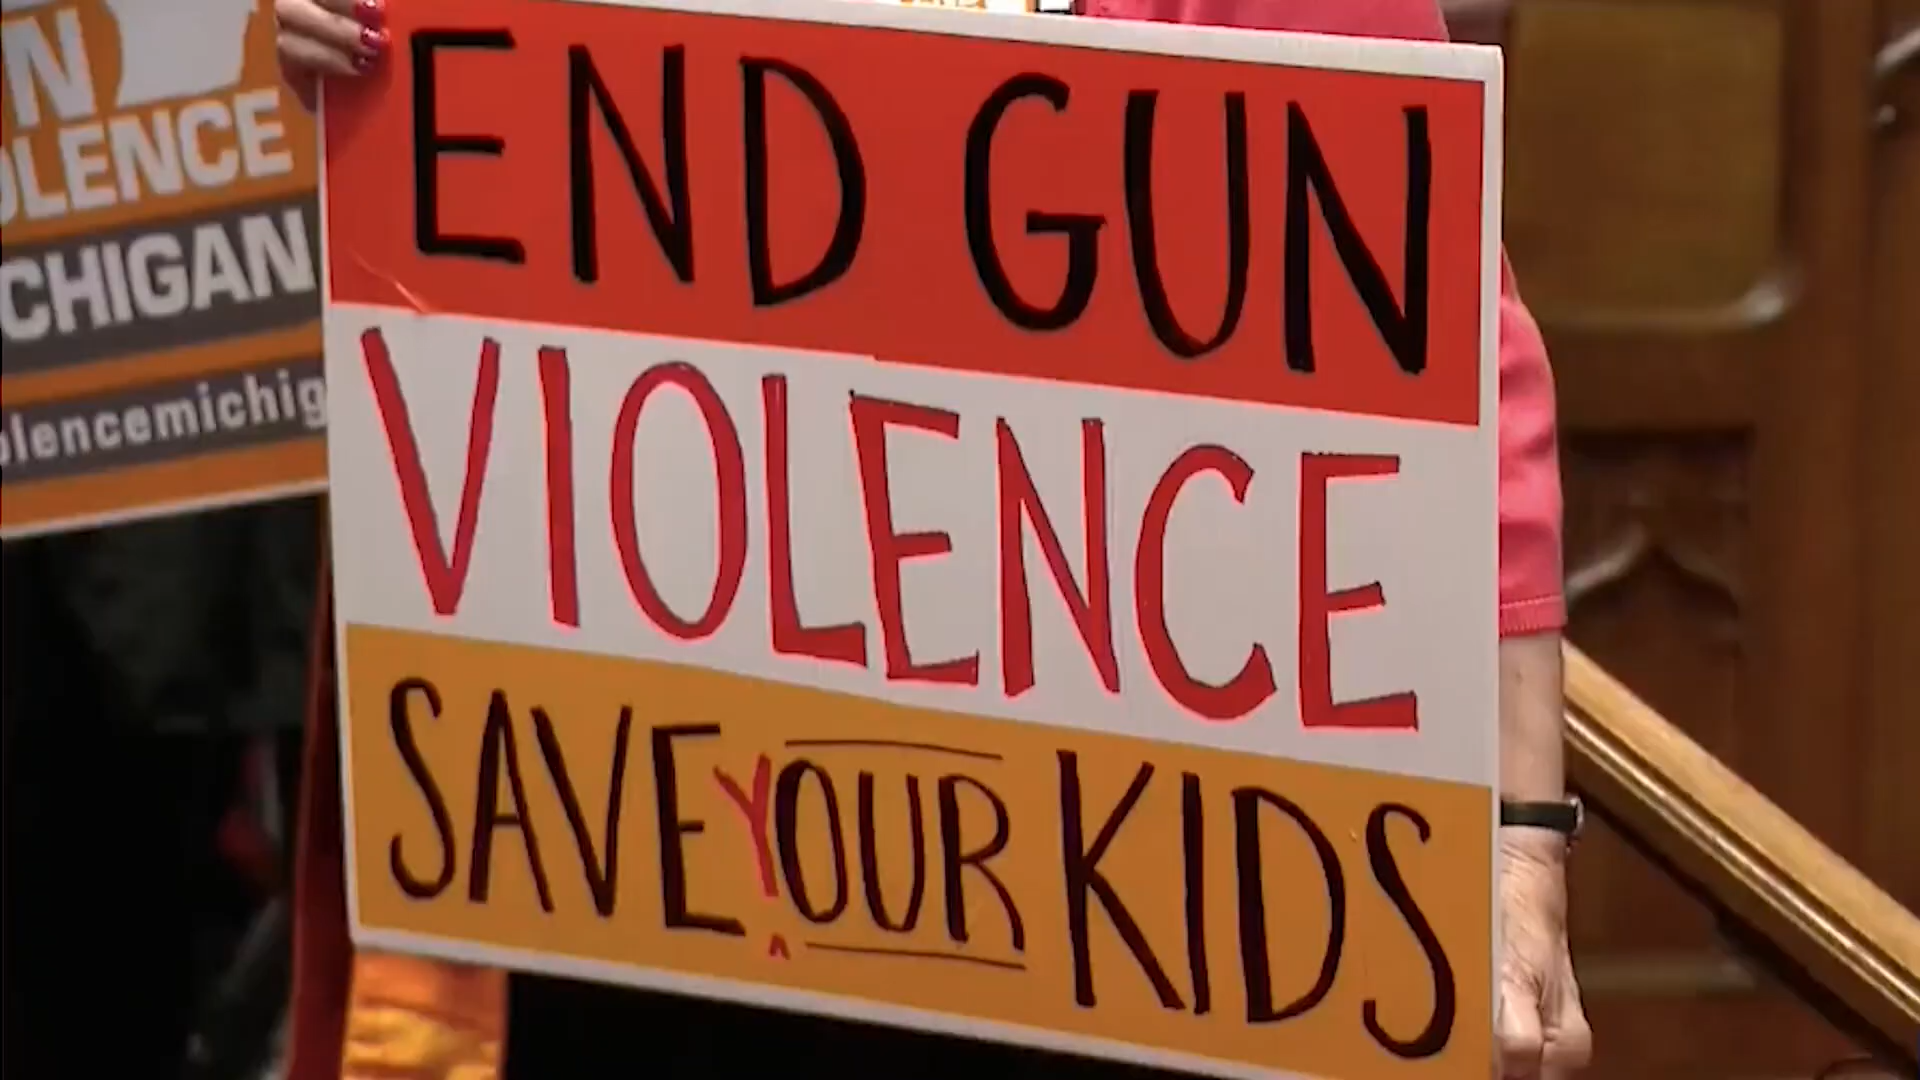 END GUN
VIOLENCE
SAVE YOUR KIDS
N
OLENCE
CHIGAN
olencemichig